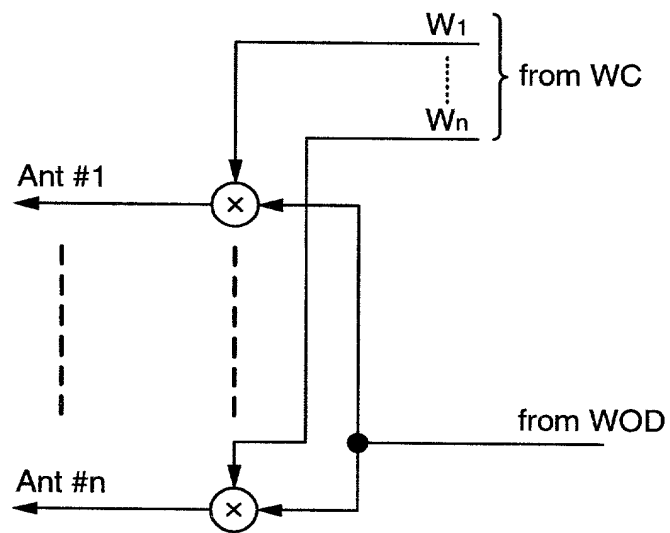 W1
from WC
Wn
Ant #1
×
from WOD
Ant #n
×